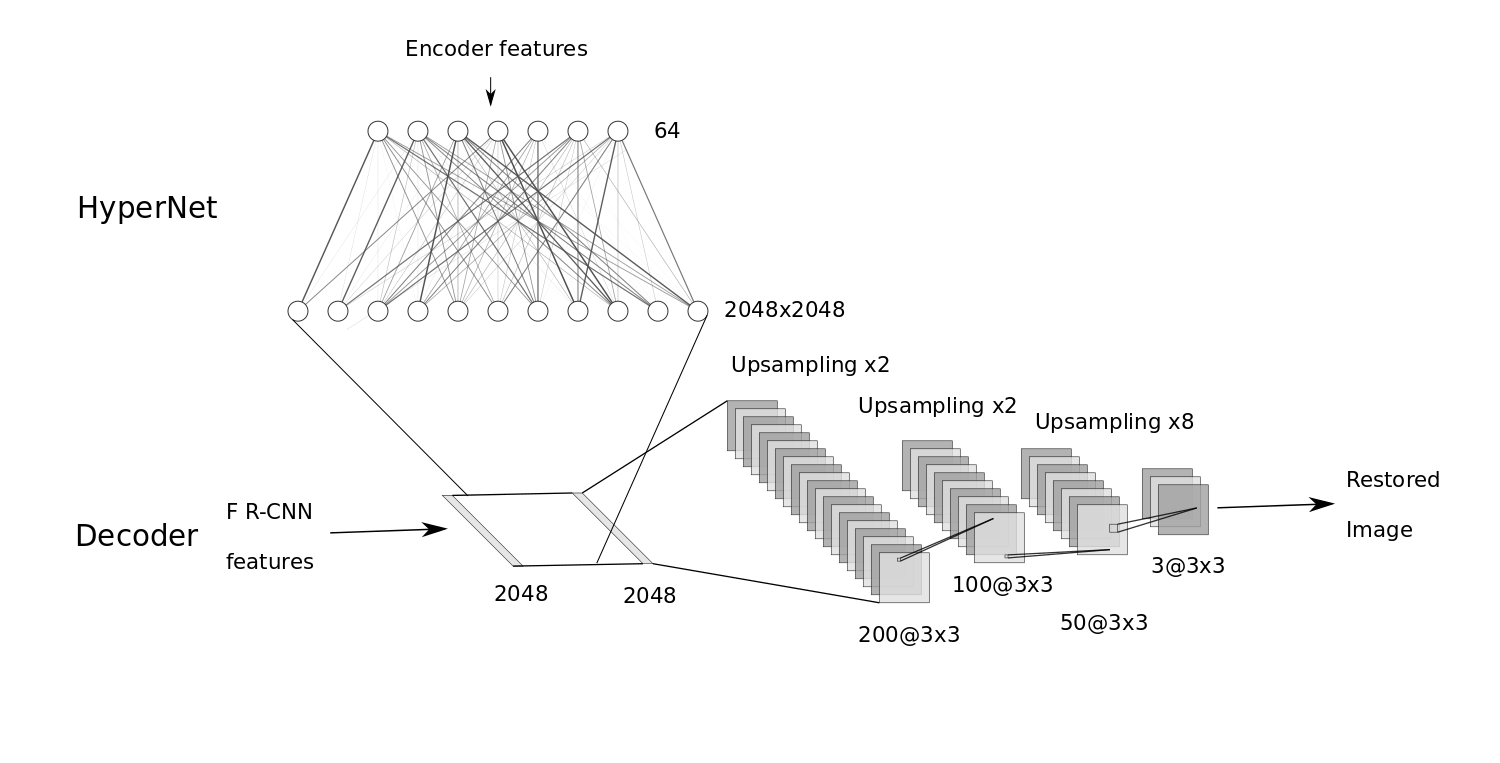 Encoder features
64
HyperNet
2048x2048
Upsampling x2
Upsampling x2
Upsampling x8
Decoder
F R-CNN
features
2048
2048
200@3x3
100@3x3
50@3x3
3@3x3
Restored
Image